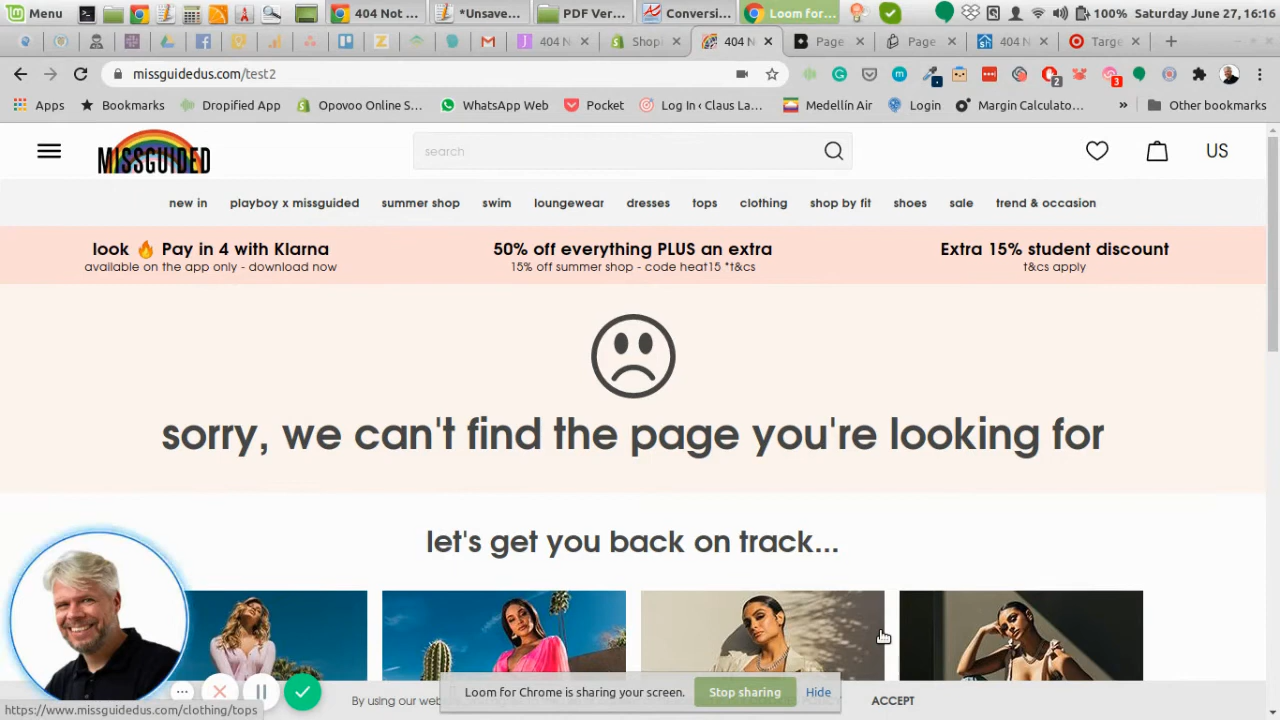 Menu
.404 Not ...
*Unsave...
PDF Ver...
Conversi...
Loom for...
100%
Saturday June 27, 16:16
404 N
Shopi
404 N
Page
Page
404 N
Targe
missguidedus.com/test2
2
3
Apps
Bookmarks
Dropified App
Opovoo Online S...
WhatsApp Web
Pocket
Log In ‹ Claus La...
Medellín Air
Login
Margin Calculato...
»
Other bookmarks
MISSGUIDED
search
US
new in
playboy x missguided
summer shop
swim
loungewear
dresses
tops
clothing
shop by fit
shoes
sale
trend & occasion
look 🔥 Pay in 4 with Klarna
available on the app only - download now
50% off everything PLUS an extra
15% off summer shop - code heat15 *t&cs
Extra 15% student discount
t&cs apply
sorry, we can't find the page you're looking for
let's get you back on track...
By using our web
Loom for Chrome is sharing your screen.
Stop sharing
Hide
ACCEPT
https://www.missguidedus.com/clothing/tops